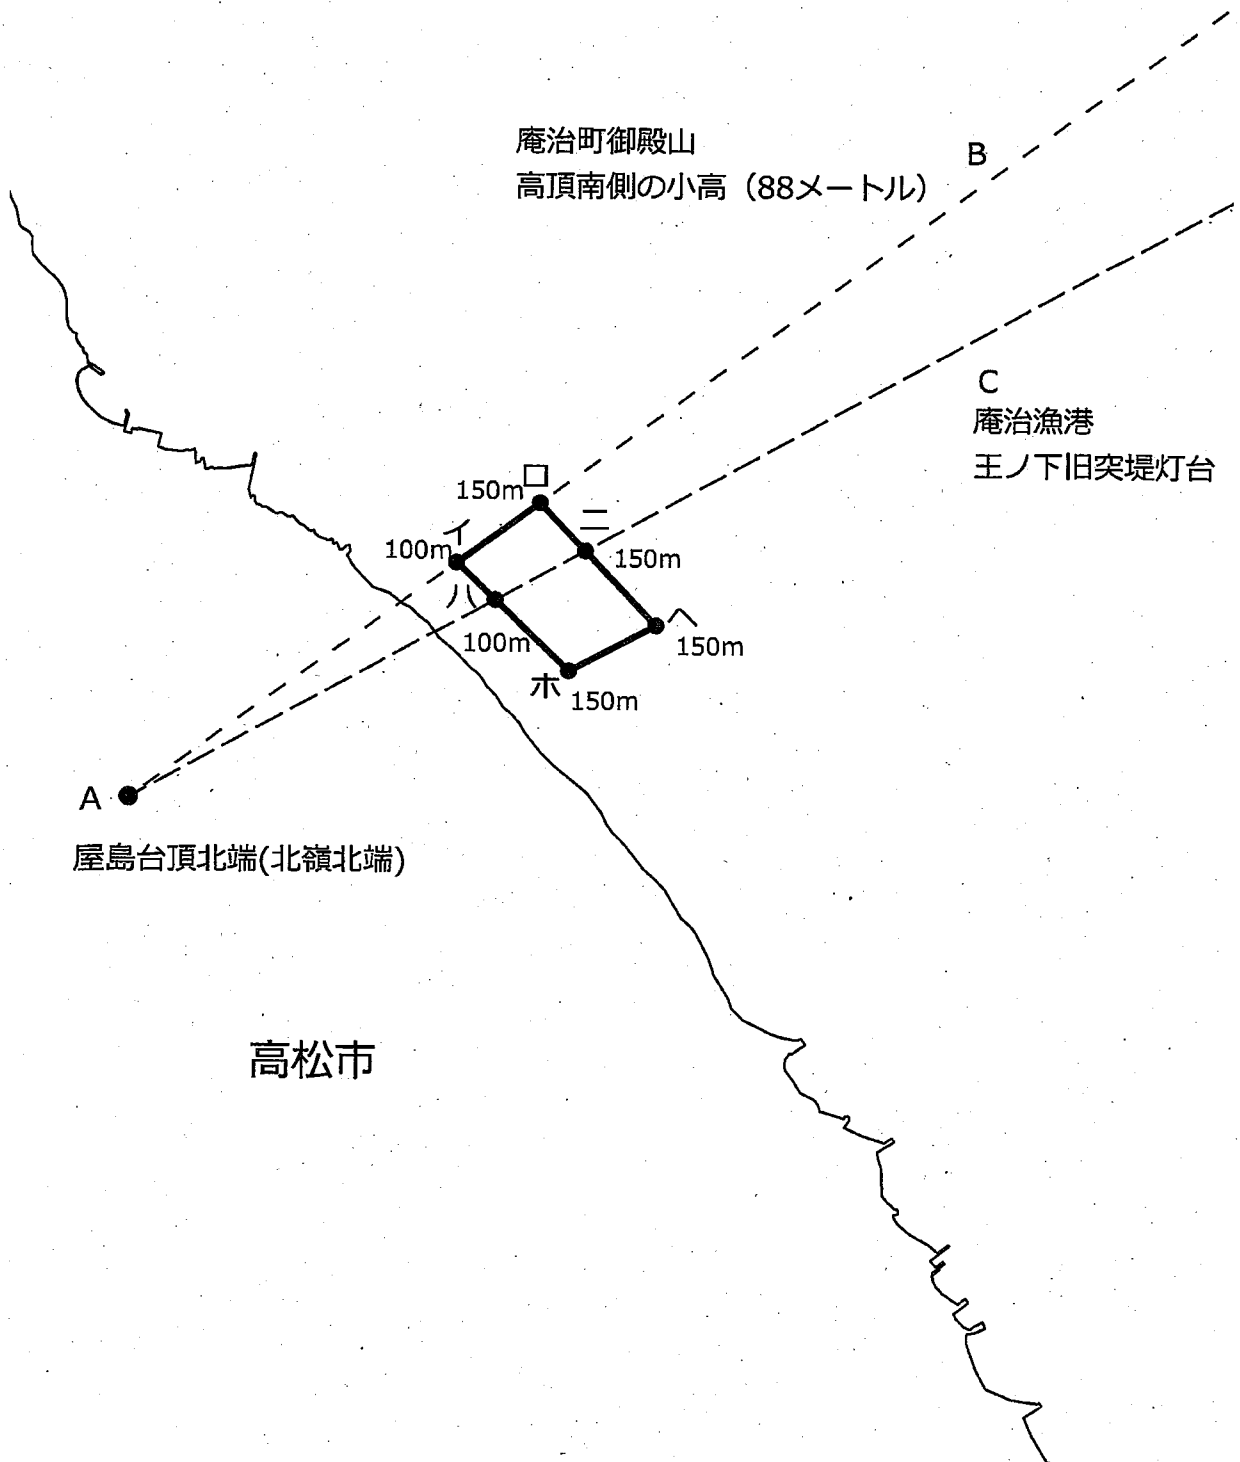 庵治町御殿山
高頂南側の小高（88メートル）
B
C
庵治漁港
王ノ下旧突堤灯台
150m
ロ
ニ
イ
100m
150m
ハ
100m
ヘ
150m
ホ
150m
A
屋島台頂北端(北嶺北端)
高松市